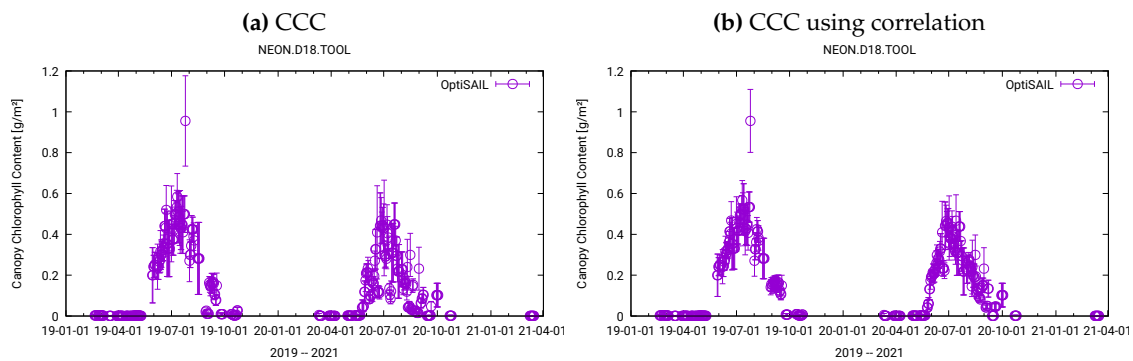 (a) CCC
NEON.D18.TOOL
Canopy Chlorophyll Content [g/m²]
1.2
1
0.8
0.6
0.4
0.2
0
OptiSAIL
19-01-01 19-04-01 19-07-01 19-10-01 20-01-01 20-04-01 20-07-01 20-10-01 21-01-01 21-04-01
2019 -- 2021
(b) CCC using correlation
NEON.D18.TOOL
Canopy Chlorophyll Content [g/m²]
1.2
1
0.8
0.6
0.4
0.2
0
OptiSAIL
19-01-01 19-04-01 19-07-01 19-10-01 20-01-01 20-04-01 20-07-01 20-10-01 21-01-01 21-04-01
2019 -- 2021